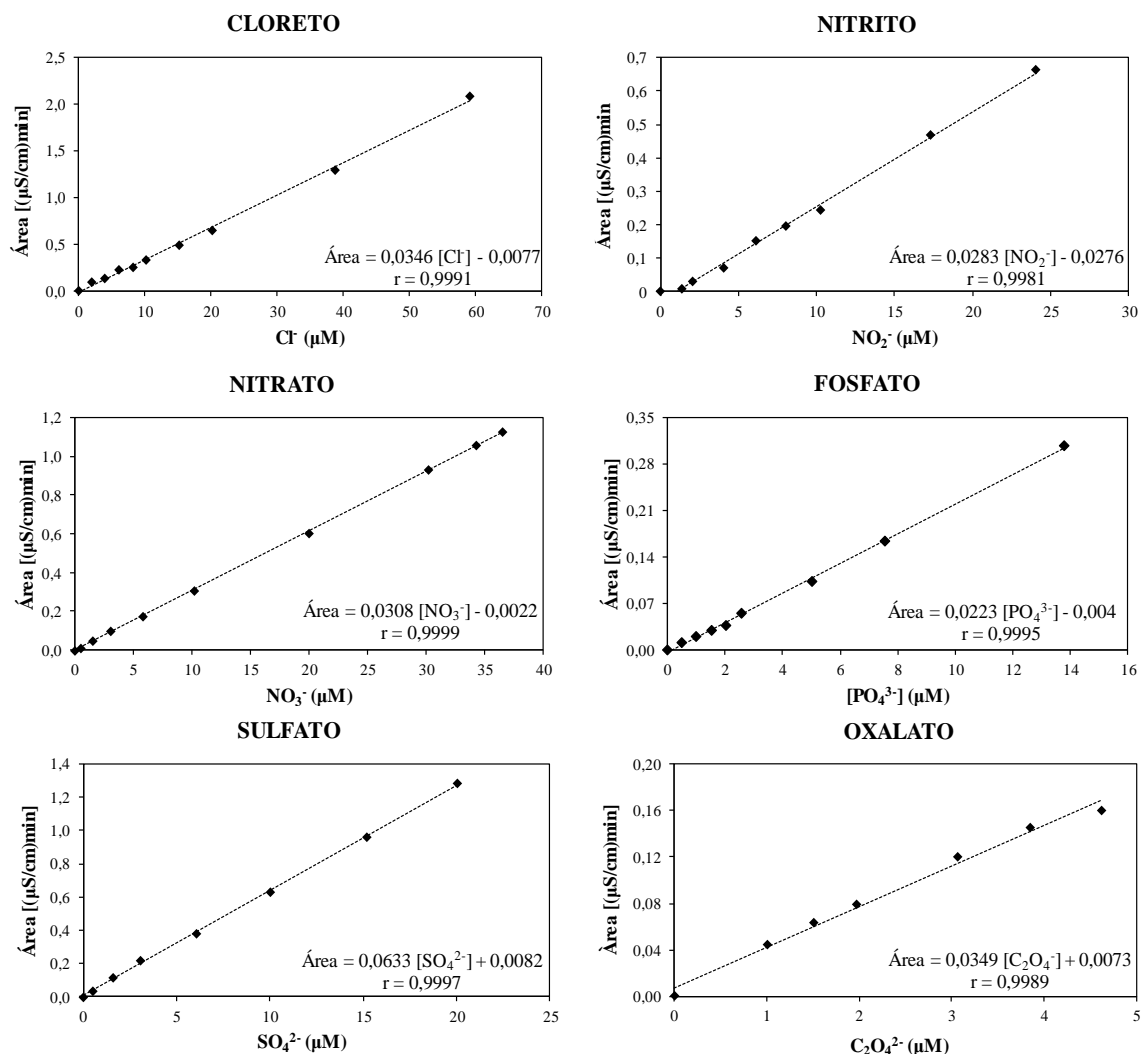 CLORETO
Área [(µS/cm]min]
2,5
2,0
1,5
1,0
0,5
0,0
0 10 20 30 40 50 60 70
Cl⁻ (µM)
Área = 0,0346 [Cl⁻] - 0,0077
r = 0,9991
NITRITO
Área [(µS/cm)min
0,7
0,6
0,5
0,4
0,3
0,2
0,1
0
0 5 10 15 20 25 30
NO₂⁻ (µM)
Área = 0,0283 [NO₂⁻] - 0,0276
r = 0,9981
NITRATO
Área [(µS/cm)min]
1,2
1,0
0,8
0,6
0,4
0,2
0,0
0 10 20 30 40
NO₃⁻ (µM)
Área = 0,0308 [NO₃⁻] - 0,0022
r = 0,9999
FOSFATO
Área [(µS/cm)min]
0,35
0,28
0,21
0,14
0,07
0,00
0 2 4 6 8 10 12 14 16
[PO₄³⁻] (µM)
Área = 0,0223 [PO₄³⁻] - 0,004
r = 0,9995
SULFATO
Área [(µS/cm)min]
1,4
1,2
1,0
0,8
0,6
0,4
0,2
0,0
0 5 10 15 20 25
SO₄²⁻ (µM)
Área = 0,0633 [SO₄²⁻] + 0,0082
r = 0,9997
OXALATO
Àrea [(µS/cm)min]
0,20
0,16
0,12
0,08
0,04
0,00
0 1 2 3 4 5
C₂O₄²⁻ (µM)
Área = 0,0349 [C₂O₄⁻] + 0,0073
r = 0,9989